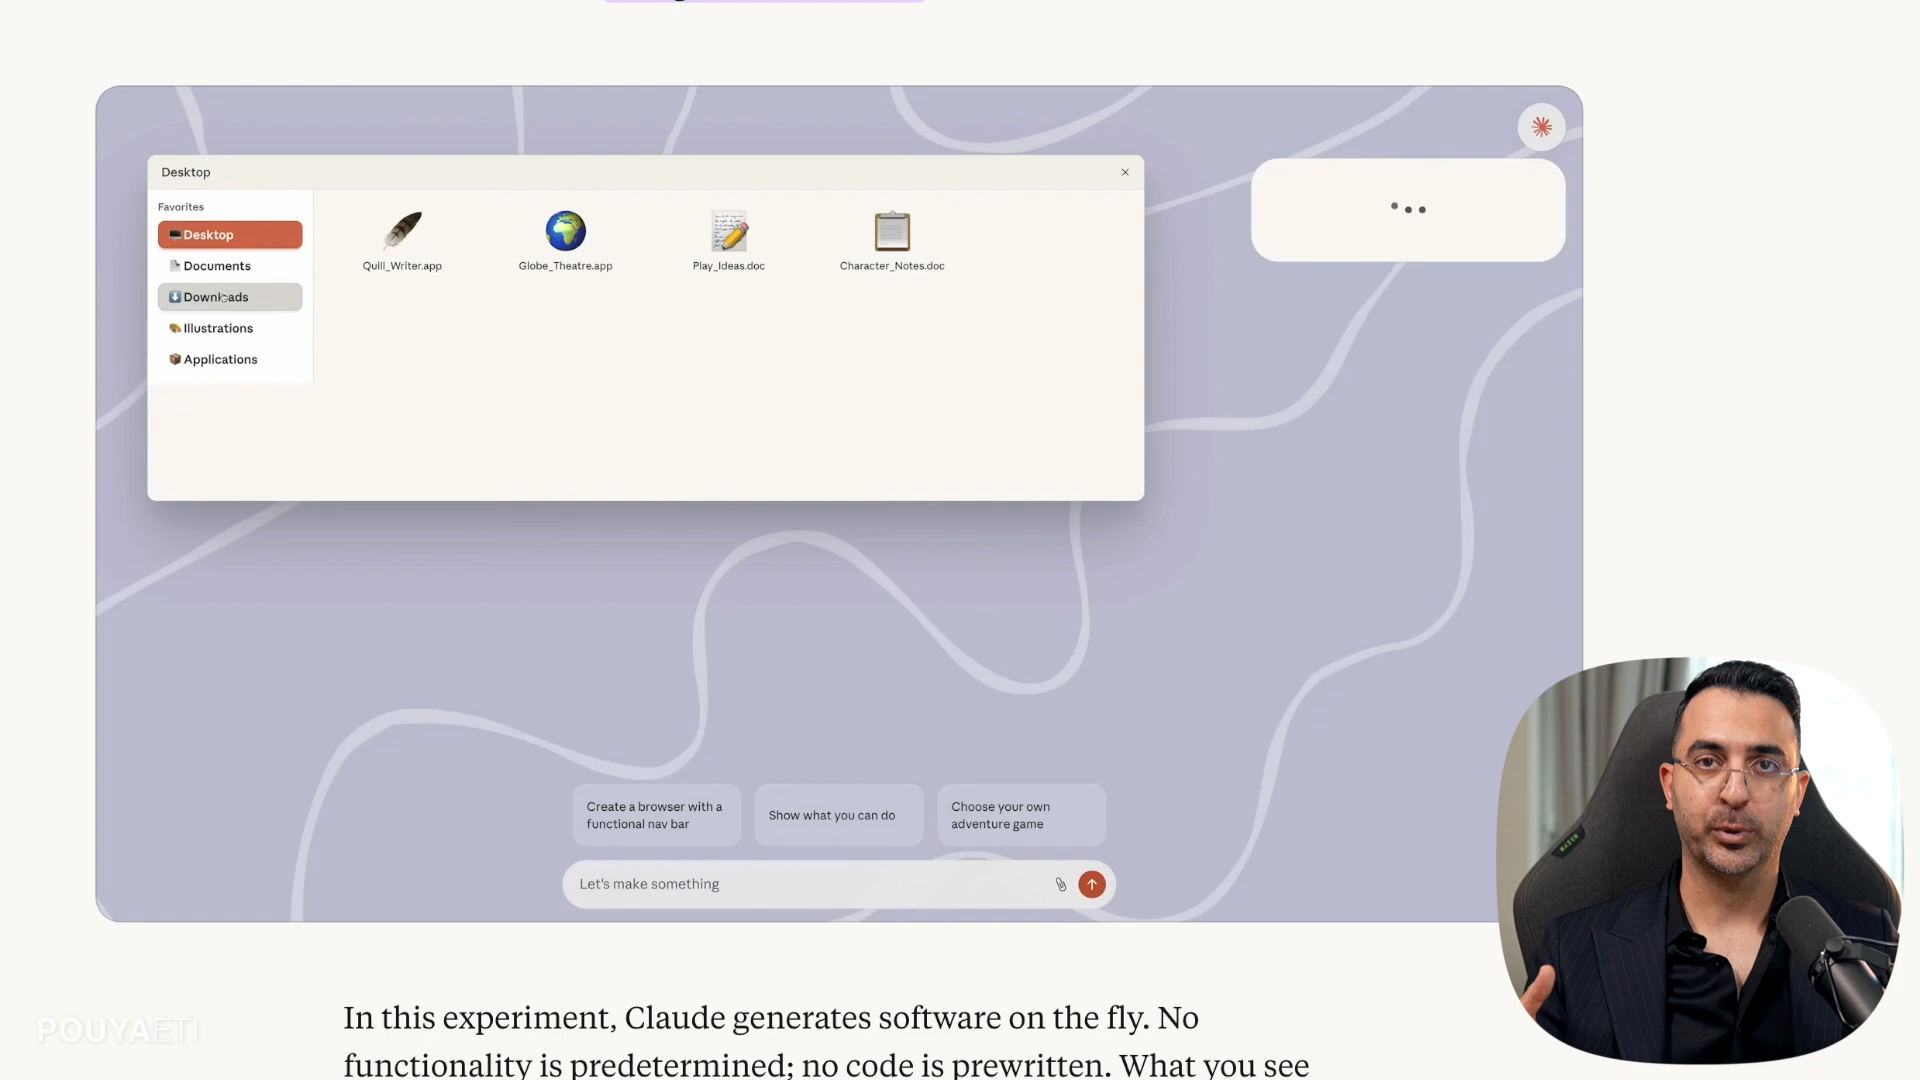 Desktop
Favorites
Desktop
Documents
Downloads
Illustrations
Applications
Quill_Writer.app
Globe_Theatre.app
Play_Ideas.doc
Character_Notes.doc
Create a browser with a
functional nav bar
Show what you can do
Choose your own
adventure game
Let's make something
In this experiment, Claude generates software on the fly. No
functionality is predetermined; no code is prewritten. What you see
POUYAETI